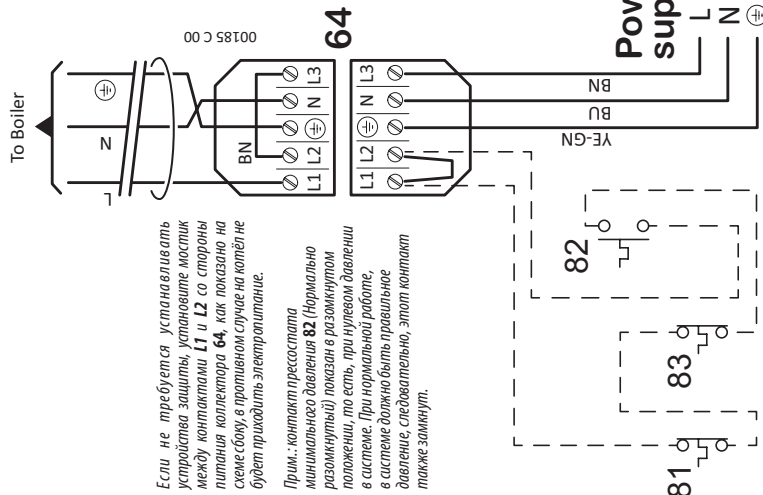 To Boiler
L
N
00185 C 00
BN
L1
L2
N
L3
64
L1
L2
N
L3
YE-GN
BU
BN
Pow
sup
L
N
81
83
82
Если не требуется устанавливать
устройства защиты, установите мостик
между контактами L1 и L2 со стороны
питания коллектора 64, как показано на
схеме сбоку, в противном случае на котёл не
будет приходить электропитание.
Прим.: контакт прессостата
минимального давления 82 (Нормально
разомкнутый) показан в разомкнутом
положении, то есть, при нулевом давлении
в системе. При нормальной работе,
в системе должно быть правильное
давление, следовательно, этот контакт
также замкнут.